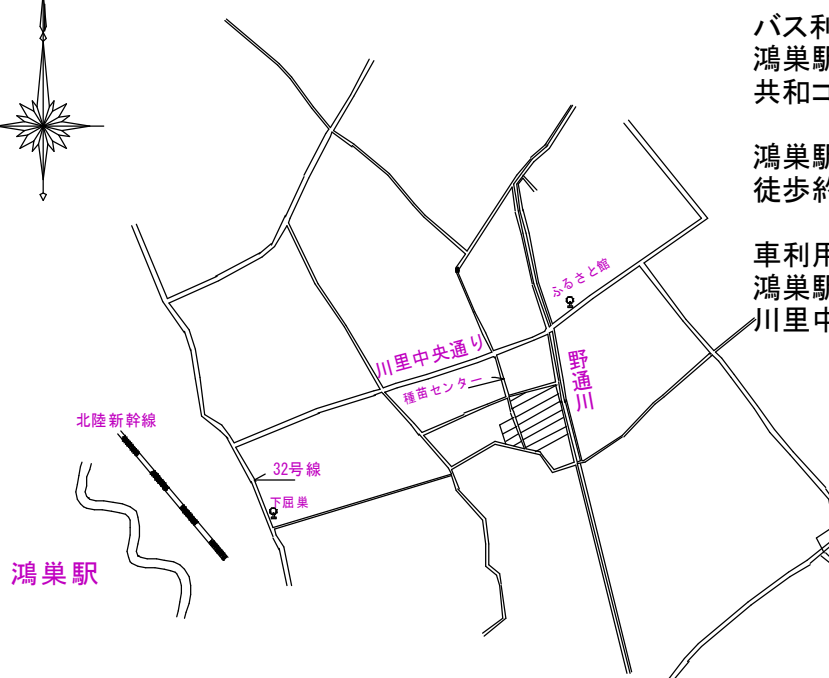 バス利
鴻巣駅
共和コ
鴻巣駅
徒歩約
車利用
鴻巣駅
川里中
ふるさと館
川里中央通り
種苗センター
野通川
北陸新幹線
32号線
下屈巣
鴻巣駅